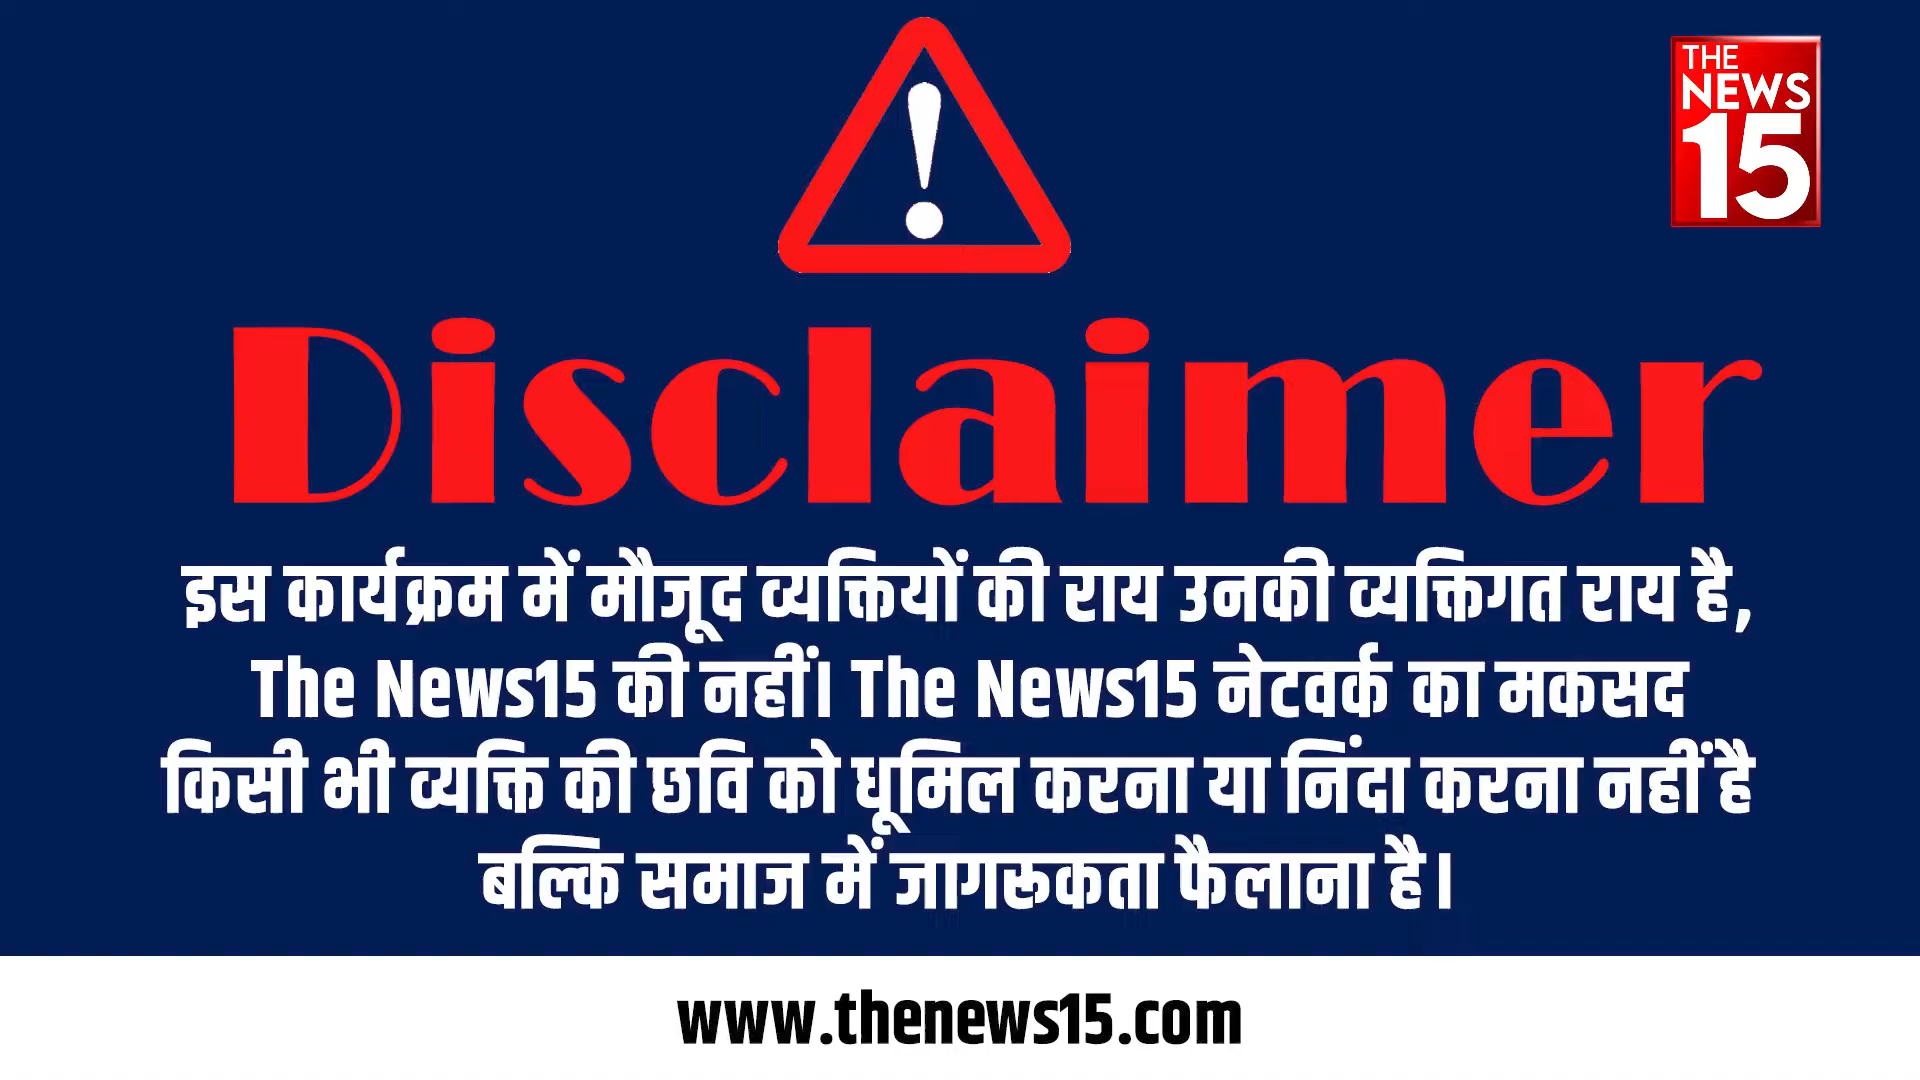 THE
NEWS
15
Disclaimer
इस कार्यक्रम में मौजूद व्यक्तियों की राय उनकी व्यक्तिगत राय है,
The News15 की नहीं। The News15 नेटवर्क का मकसद
किसी भी व्यक्ति की छवि को धूमिल करना या निंदा करना नहीं है
बल्कि समाज में जागरूकता फैलाना है।
www.thenews15.com